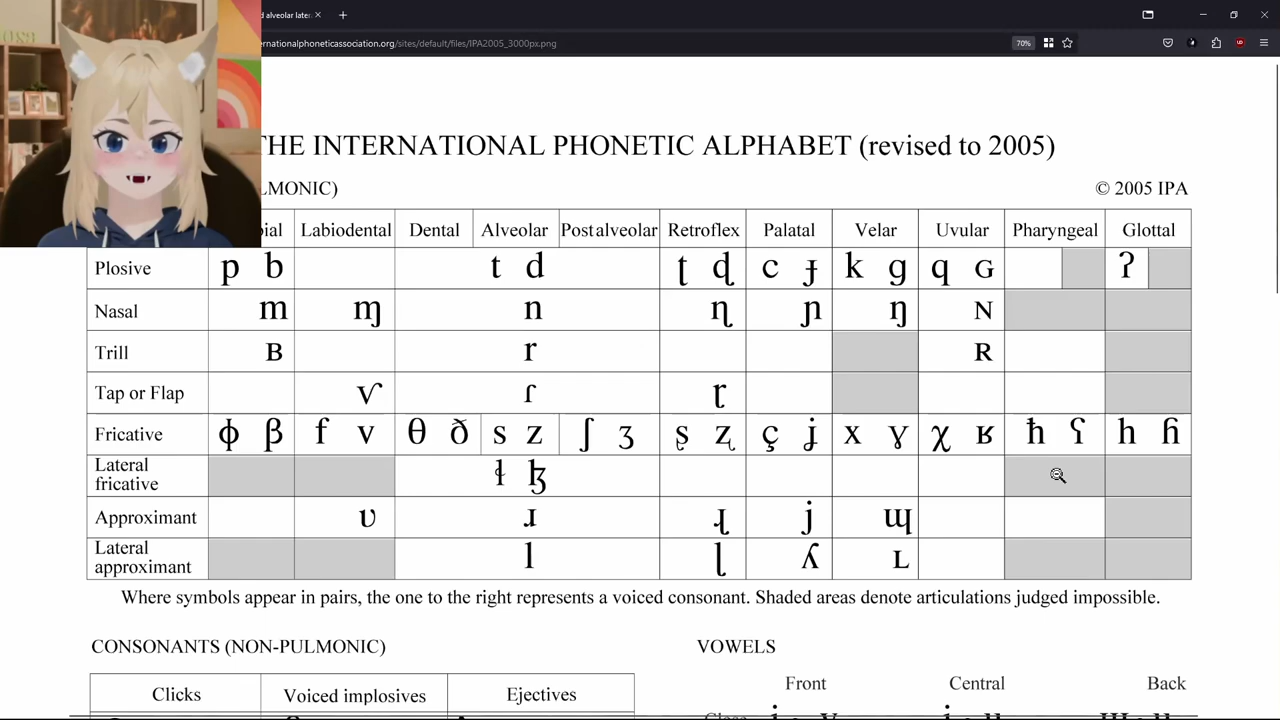 d alveolar late
ernationalphoneticassociation.org/sites/default/files/IPA2005_3000px.png
70%
THE INTERNATIONAL PHONETIC ALPHABET (revised to 2005)
LMONIC) © 2005 IPA
ial Labiodental Dental Alveolar Postalveolar Retroflex Palatal Velar Uvular Pharyngeal Glottal
Plosive p b t d ʈ ɖ c ɟ k ɡ q ɢ ʔ
Nasal m ɱ n ɳ ɲ ŋ ɴ
Trill ʙ r ʀ
Tap or Flap ⱱ ɾ ɽ
Fricative ɸ β f v θ ð s z ʃ ʒ ʂ ʐ ç ʝ x ɣ χ ʁ ħ ʕ h ɦ
Lateral
fricative ɬ ɮ
Approximant ʋ ɹ ɻ j ɰ
Lateral
approximant l ɭ ʎ ʟ
Where symbols appear in pairs, the one to the right represents a voiced consonant. Shaded areas denote articulations judged impossible.
CONSONANTS (NON-PULMONIC) VOWELS
Clicks Voiced implosives Ejectives
Front Central Back